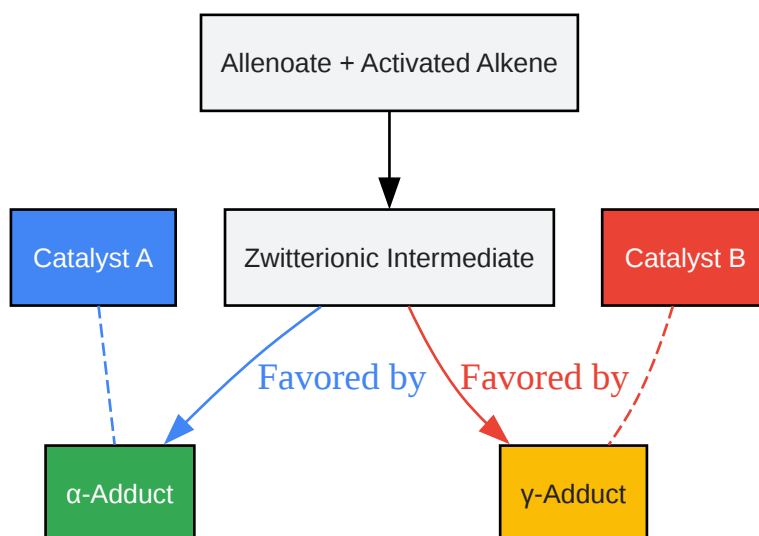 Allenoate + Activated Alkene
Catalyst A
Zwitterionic Intermediate
Catalyst B
Favored by
Favored by
α-Adduct
γ-Adduct